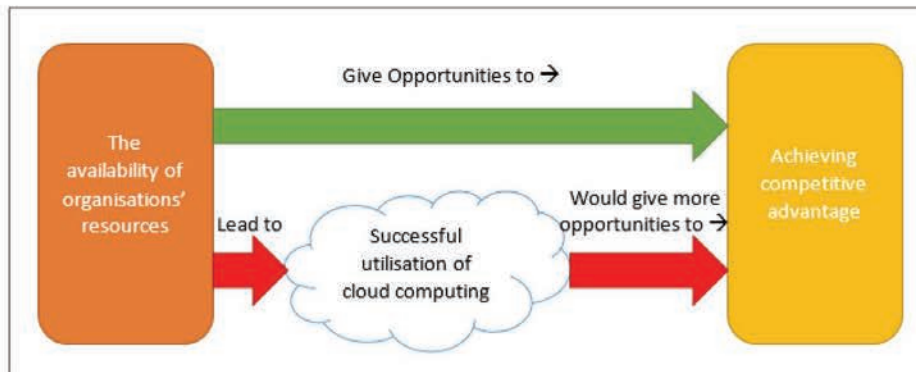 Give Opportunities to →
The
availability of
organisations'
resources
Lead to
Successful
utilisation of
cloud computing
Would give more
opportunities to →
Achieving
competitive
advantage